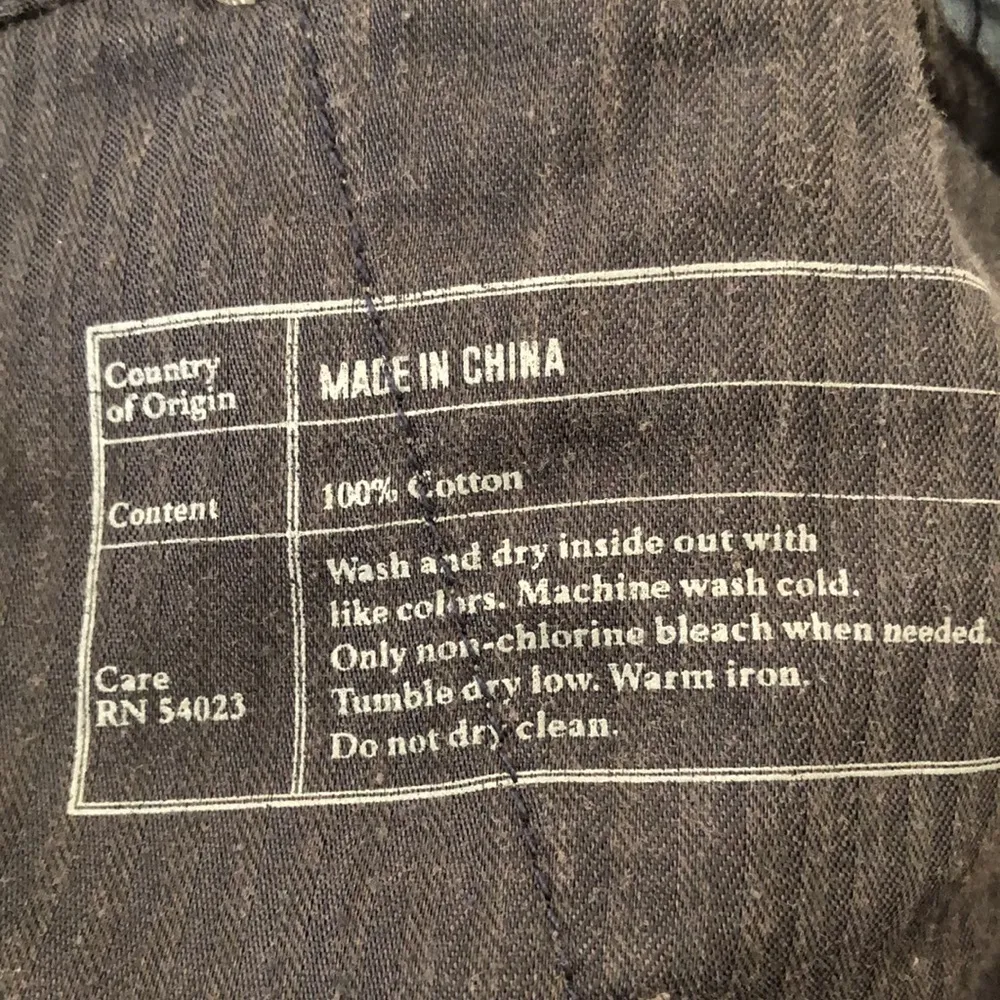 Country
of Origin
MADE IN CHINA
Content
100% Cotton
Care
RN 54023
Wash and dry inside out with
like colors. Machine wash cold.
Only non-chlorine bleach when needed.
Tumble dry low. Warm iron.
Do not dry clean.